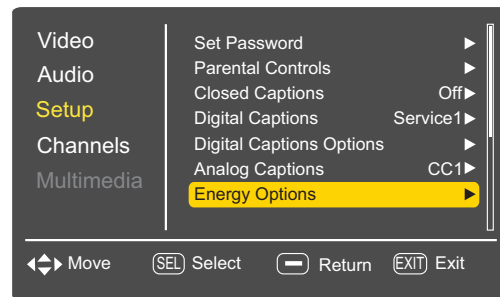 Video
Audio
Setup
Channels
Multimedia
Set Password
Parental Controls
Closed Captions Off
Digital Captions Service1
Digital Captions Options
Analog Captions CC1
Energy Options
Move SEL Select Return EXIT Exit